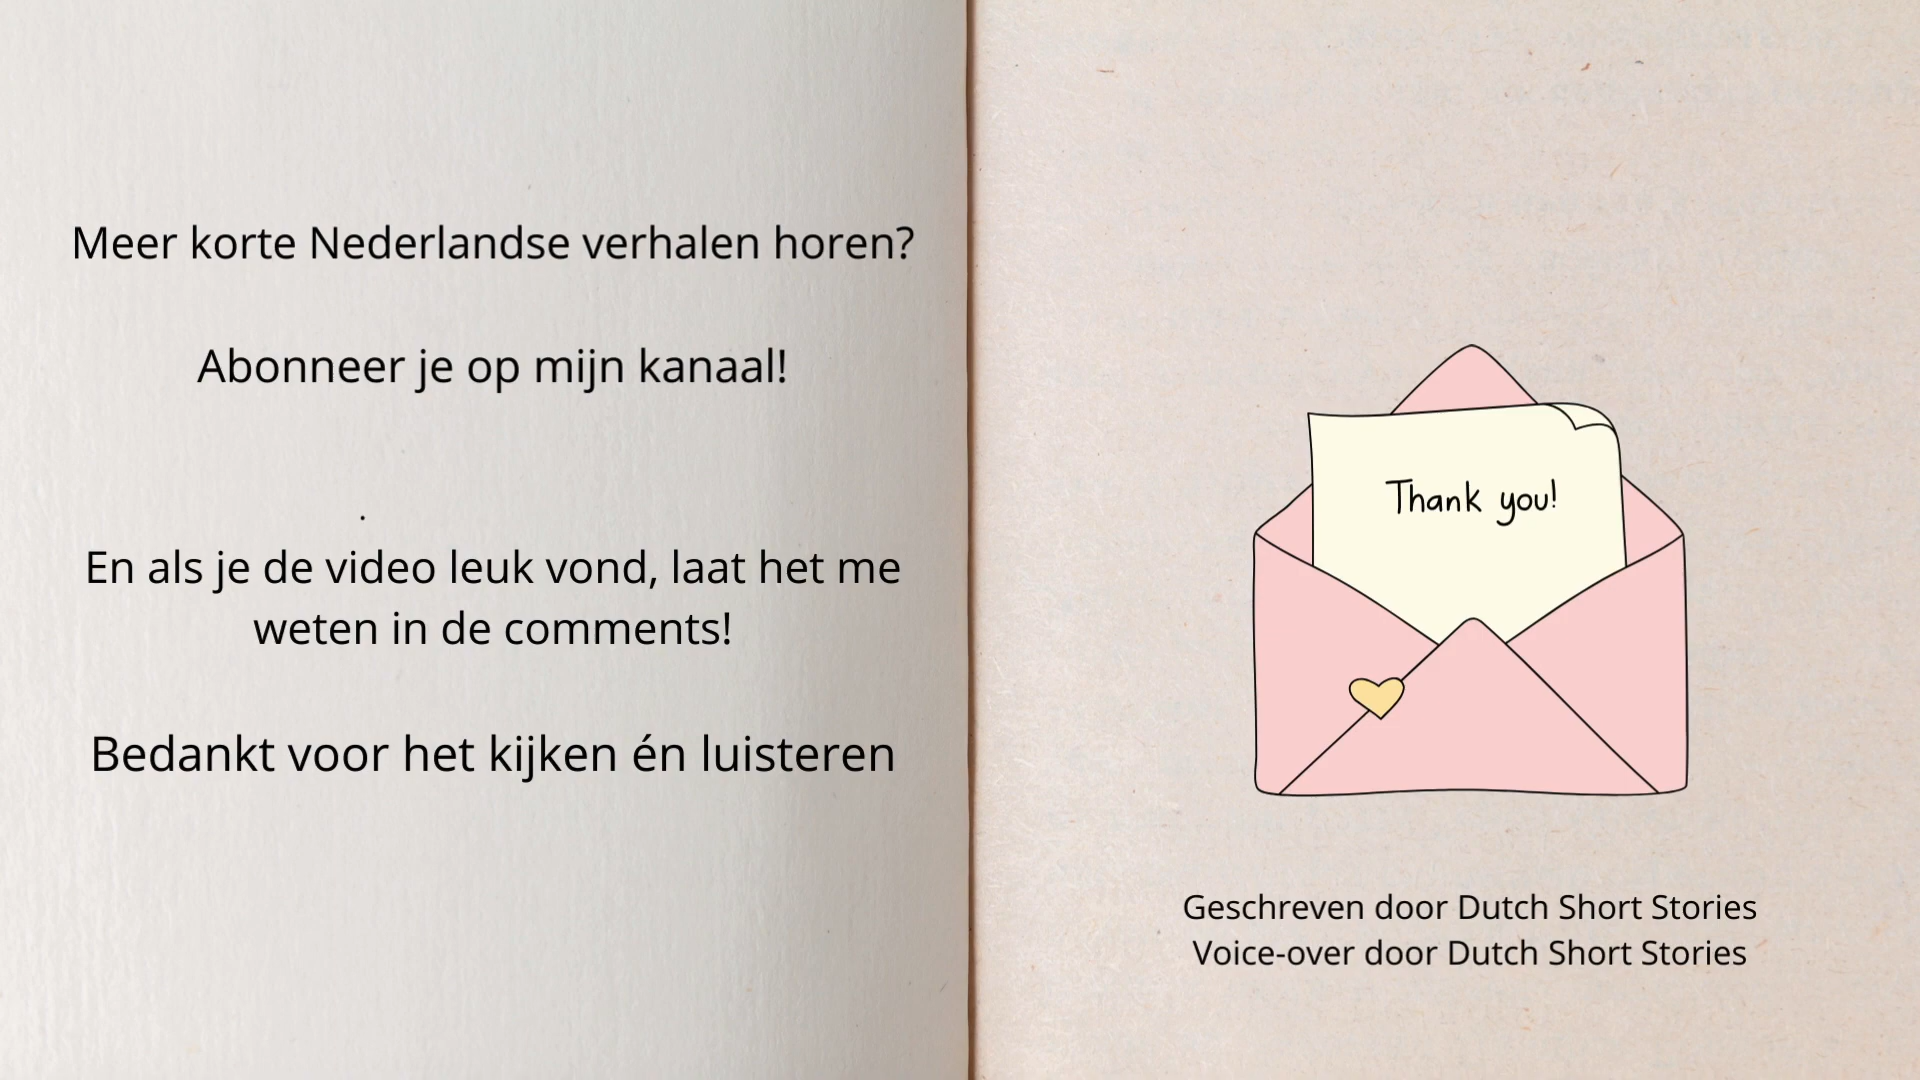 Meer korte Nederlandse verhalen horen?
Abonneer je op mijn kanaal!
.
En als je de video leuk vond, laat het me
weten in de comments!
Bedankt voor het kijken én luisteren
Thank you!
Geschreven door Dutch Short Stories
Voice-over door Dutch Short Stories